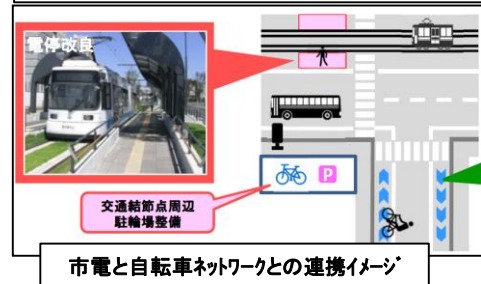 電停改良
P
交通結節点周辺
駐輪場整備
市電と自転車ﾈｯﾄﾜｰｸとの連携ｲﾒｰｼﾞ